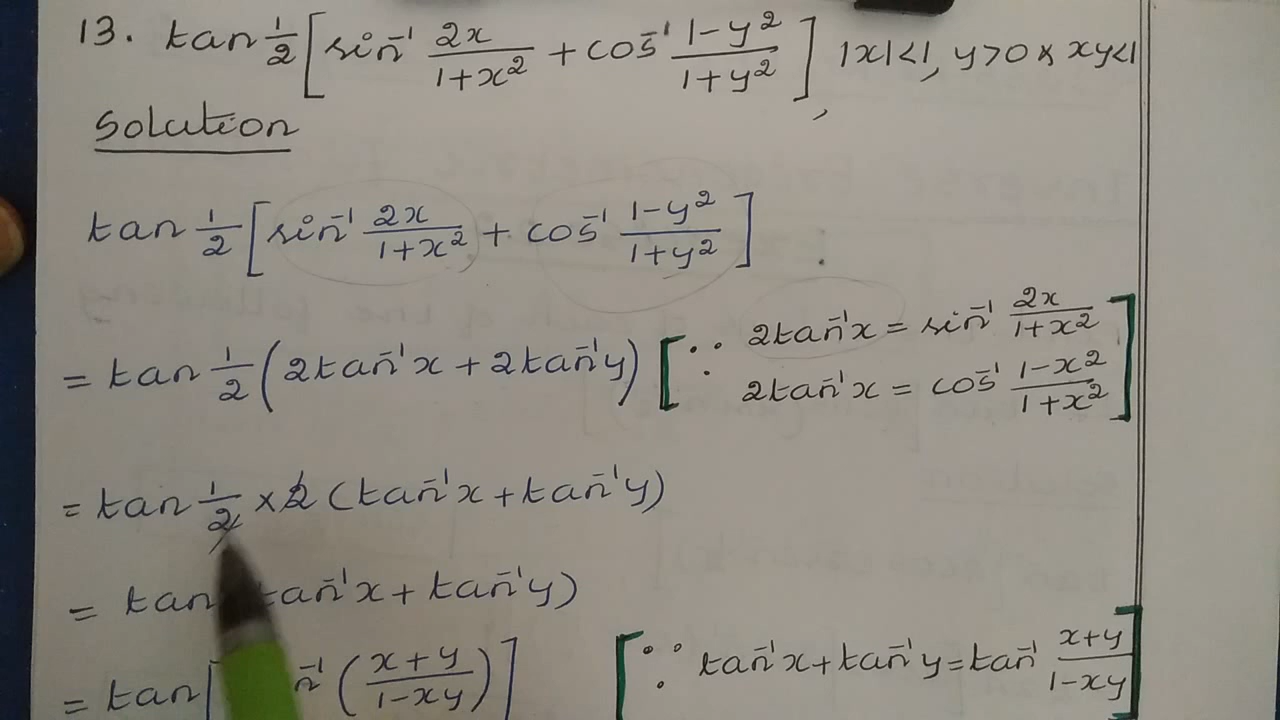 13. tan 1/2 [sin⁻¹ 2x/(1+x²) + cos⁻¹ (1-y²)/(1+y²)], |x|<1, y>0 & xy<1
Solution
tan 1/2 [sin⁻¹ 2x/(1+x²) + cos⁻¹ (1-y²)/(1+y²)]
= tan 1/2 (2tan⁻¹x + 2tan⁻¹y) [∵ 2tan⁻¹x = sin⁻¹ 2x/(1+x²)
2tan⁻¹x = cos⁻¹ (1-x²)/(1+x²)]
= tan 1/2 × 2 (tan⁻¹x + tan⁻¹y)
= tan tan⁻¹x + tan⁻¹y)
= tan [ n⁻¹ ((x+y)/(1-xy))] [∵ tan⁻¹x + tan⁻¹y = tan⁻¹ (x+y)/(1-xy)]